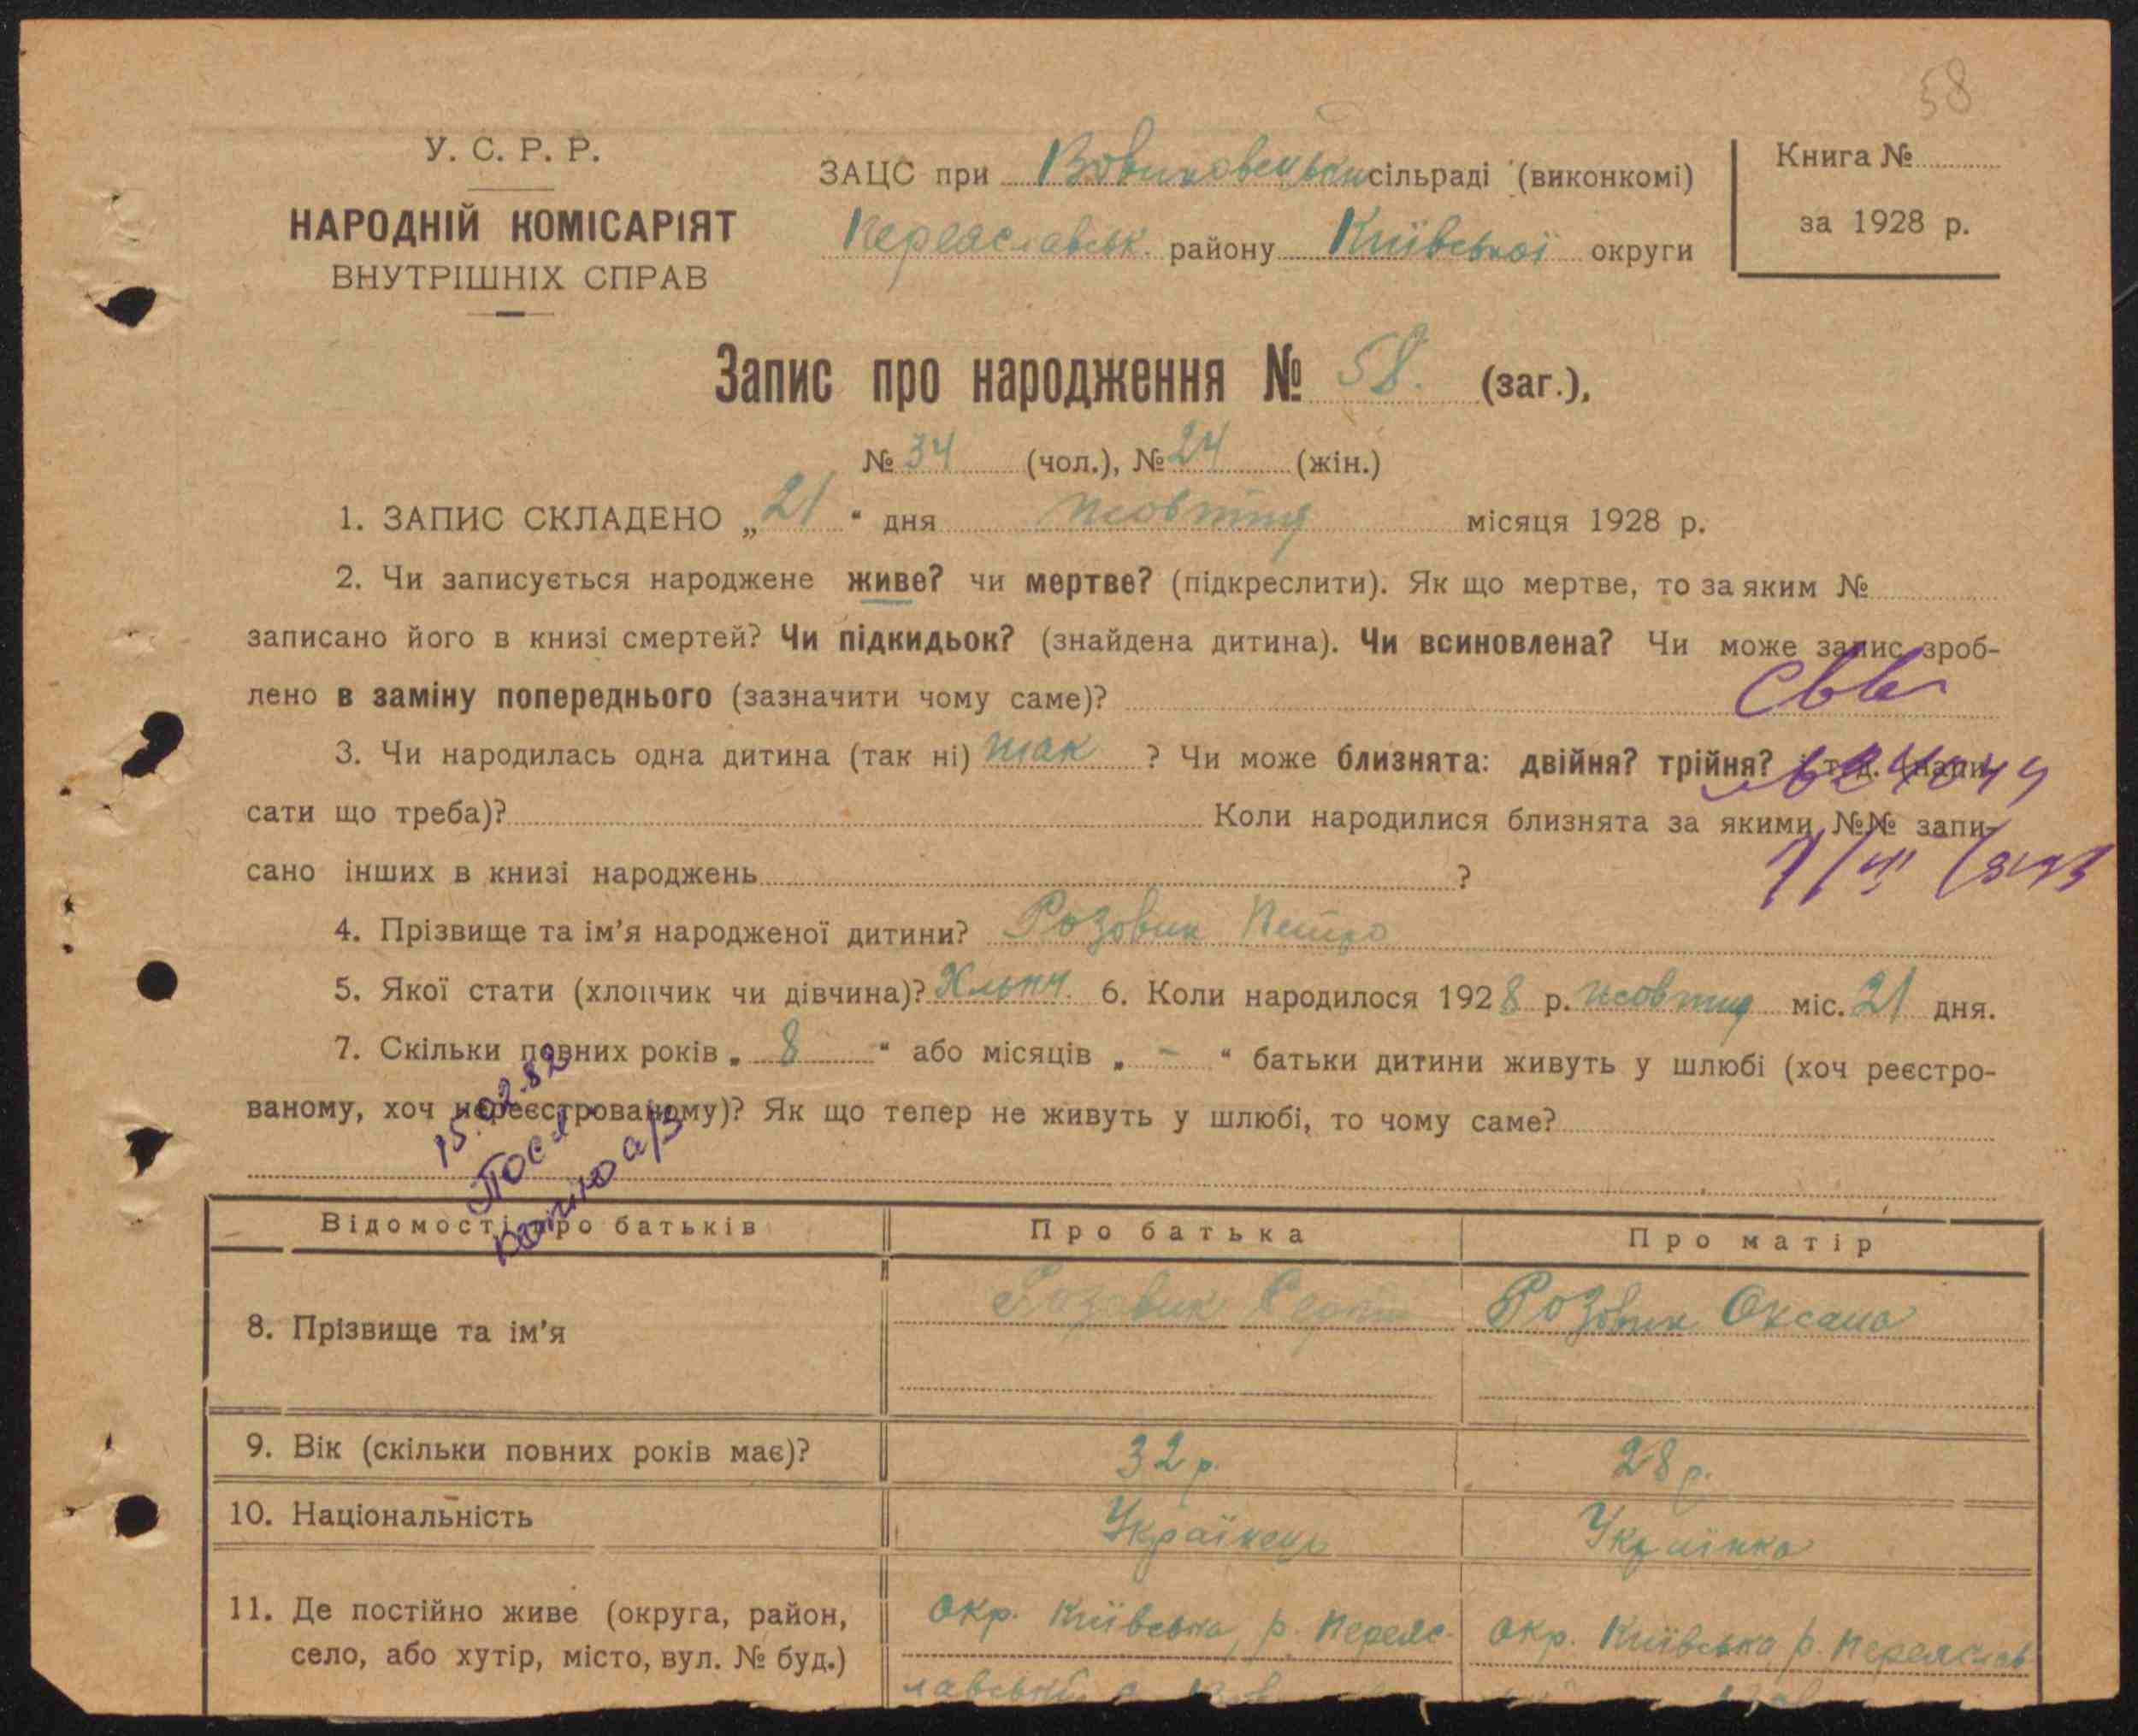 58
У. С. Р. Р.
НАРОДНІЙ КОМІСАРІЯТ
ВНУТРІШНІХ СПРАВ
ЗАЦС при сільраді (виконкомі)
Переяславськ. району Київської округи
Книга №
за 1928 р.
Запис про народження № 58. (заг.),
№ 34 (чол.), № 24 (жін.)
1. ЗАПИС СКЛАДЕНО „21“ дня жовтня місяця 1928 р.
2. Чи записується народжене живе? чи мертве? (підкреслити). Як що мертве, то за яким №
записано його в книзі смертей? Чи підкидьок? (знайдена дитина). Чи всиновлена? Чи може запис зроб-
лено в заміну попереднього (зазначити чому саме)?
3. Чи народилась одна дитина (так ні) так ? Чи може близнята: двійня? трійня? і т. д. (напи-
сати що треба)? Коли народилися близнята за якими №№ запи-
сано інших в книзі народжень ?
4. Прізвище та ім’я народженої дитини? Розовик Петро
5. Якої стати (хлопчик чи дівчина)? Хлопч. 6. Коли народилося 1928 р. жовтня міс. 21 дня.
7. Скільки повних років „ 8 “ або місяців „ - “ батьки дитини живуть у шлюбі (хоч реєстро-
ваному, хоч нереєстрованому)? Як що тепер не живуть у шлюбі, то чому саме?
15.02.82
Відомості про батьків Про батька Про матір
8. Прізвище та ім’я Розовик Розовик Оксана
9. Вік (скільки повних років має)? 32 р. 28 р.
10. Національність Українець Українка
11. Де постійно живе (округа, район, окр. Київська, р. Переяс- окр. Київська р. Переяслав
село, або хутір, місто, вул. № буд.) лавський с.